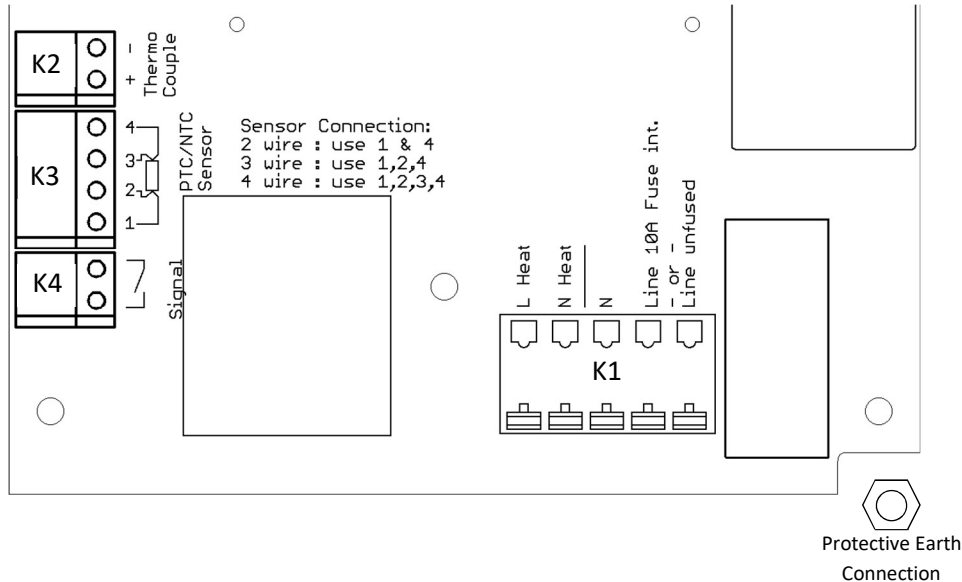 K2
-
+
Thermo
Couple
K3
4
3
2
1
PTC/NTC
Sensor
Sensor Connection:
2 wire : use 1 & 4
3 wire : use 1,2,4
4 wire : use 1,2,3,4
K4
Signal
L Heat
N Heat
N
Line 10A Fuse int.
- or -
Line unfused
K1
Protective Earth
Connection